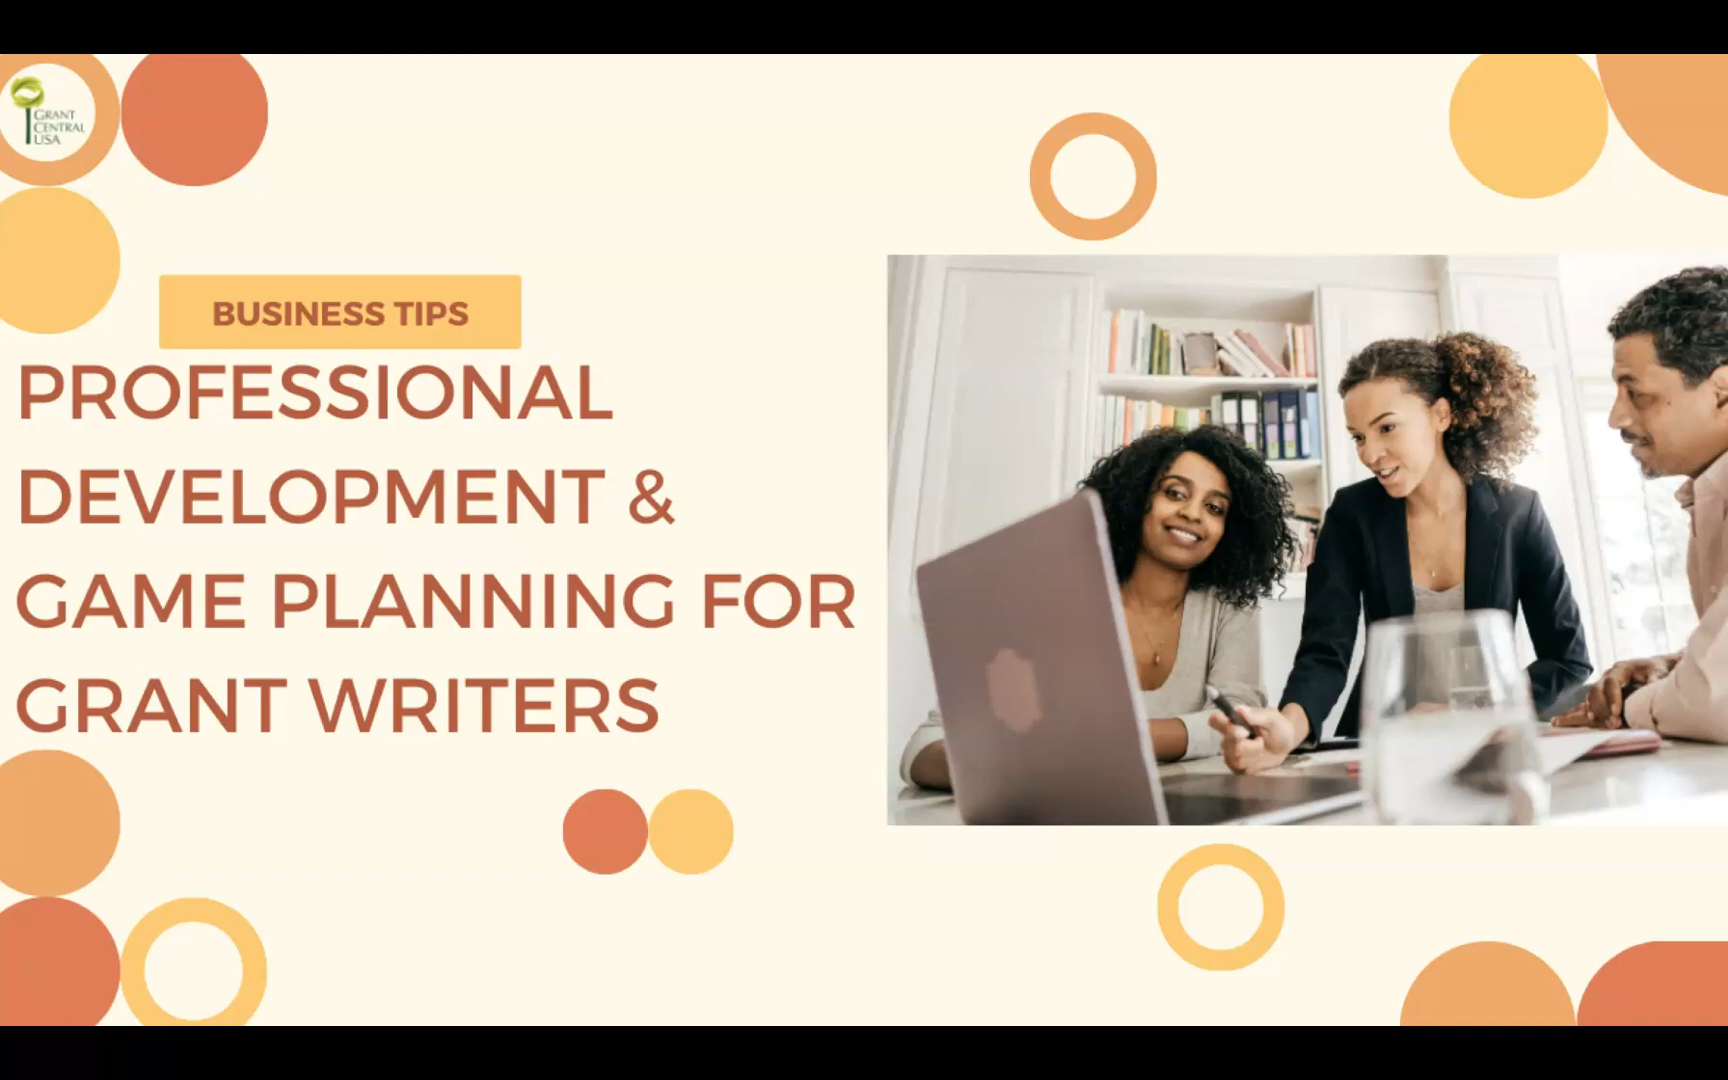 GRANT
CENTRAL
USA
BUSINESS TIPS
PROFESSIONAL
DEVELOPMENT &
GAME PLANNING FOR
GRANT WRITERS